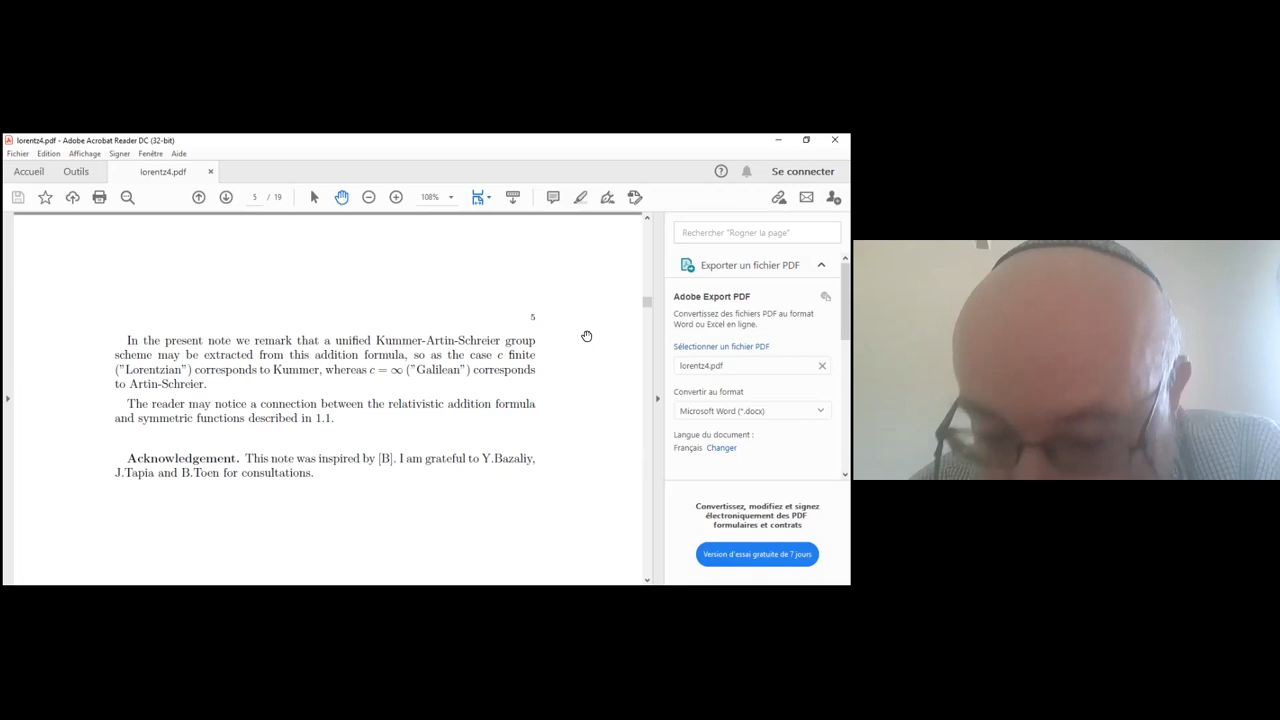 lorentz4.pdf - Adobe Acrobat Reader DC (32-bit)
Fichier Edition Affichage Signer Fenêtre Aide
Accueil Outils lorentz4.pdf × Se connecter
5 / 19 108%
5
In the present note we remark that a unified Kummer-Artin-Schreier group
scheme may be extracted from this addition formula, so as the case c finite
("Lorentzian") corresponds to Kummer, whereas c = ∞ ("Galilean") corresponds
to Artin-Schreier.
The reader may notice a connection between the relativistic addition formula
and symmetric functions described in 1.1.
Acknowledgement. This note was inspired by [B]. I am grateful to Y.Bazaliy,
J.Tapia and B.Toen for consultations.
Rechercher "Rogner la page"
Exporter un fichier PDF
Adobe Export PDF
Convertissez des fichiers PDF au format
Word ou Excel en ligne.
Sélectionner un fichier PDF
lorentz4.pdf
Convertir au format
Microsoft Word (*.docx)
Langue du document :
Français Changer
Convertissez, modifiez et signez
électroniquement des PDF
formulaires et contrats
Version d'essai gratuite de 7 jours